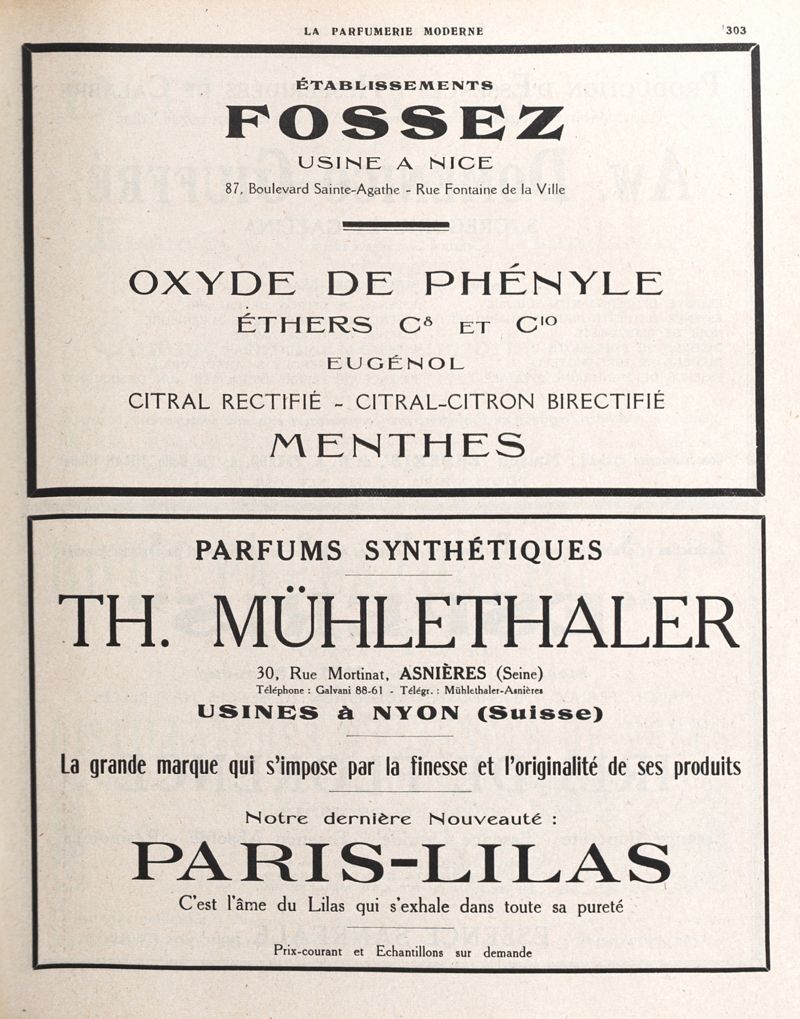 LA PARFUMERIE MODERNE 303
ÉTABLISSEMENTS
FOSSEZ
USINE A NICE
87, Boulevard Sainte-Agathe - Rue Fontaine de la Ville
OXYDE DE PHÉNYLE
ÉTHERS C⁸ ET C¹⁰
EUGÉNOL
CITRAL RECTIFIÉ - CITRAL-CITRON BIRECTIFIÉ
MENTHES
PARFUMS SYNTHÉTIQUES
TH. MÜHLETHALER
30, Rue Mortinat, ASNIÈRES (Seine)
Téléphone : Galvani 88-61 - Télégr. : Mühlethaler-Asnières
USINES à NYON (Suisse)
La grande marque qui s'impose par la finesse et l'originalité de ses produits
Notre dernière Nouveauté :
PARIS-LILAS
C'est l'âme du Lilas qui s'exhale dans toute sa pureté
Prix-courant et Echantillons sur demande